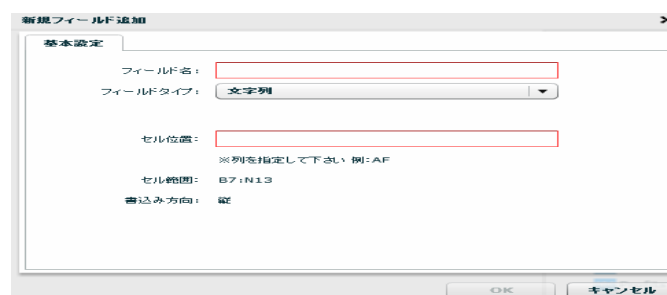 新規フィールド追加
基本設定
フィールド名:
フィールドタイプ: 文字列
セル位置:
※列を指定して下さい 例:AF
セル範囲: B7:N13
書込み方向: 縦
OK キャンセル